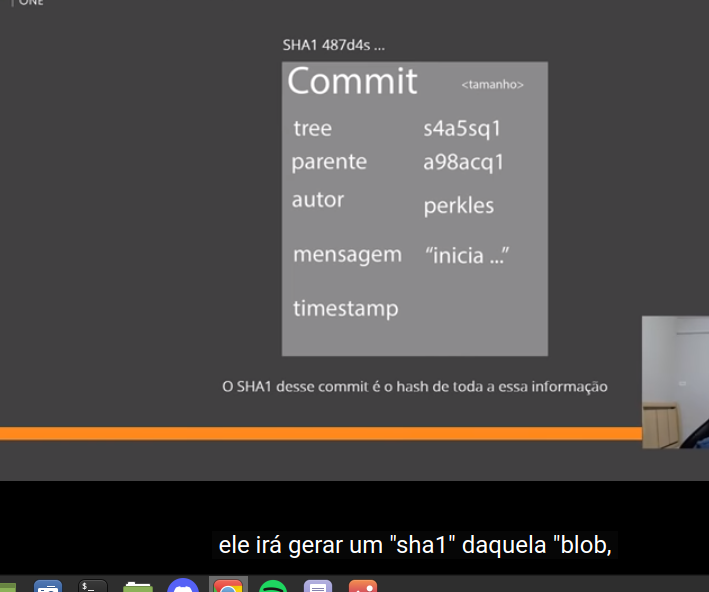 | ONE
SHA1 487d4s ...
Commit <tamanho>
tree s4a5sq1
parente a98acq1
autor perkles
mensagem “inicia ...”
timestamp
O SHA1 desse commit é o hash de toda a essa informação
ele irá gerar um "sha1" daquela "blob,
$_